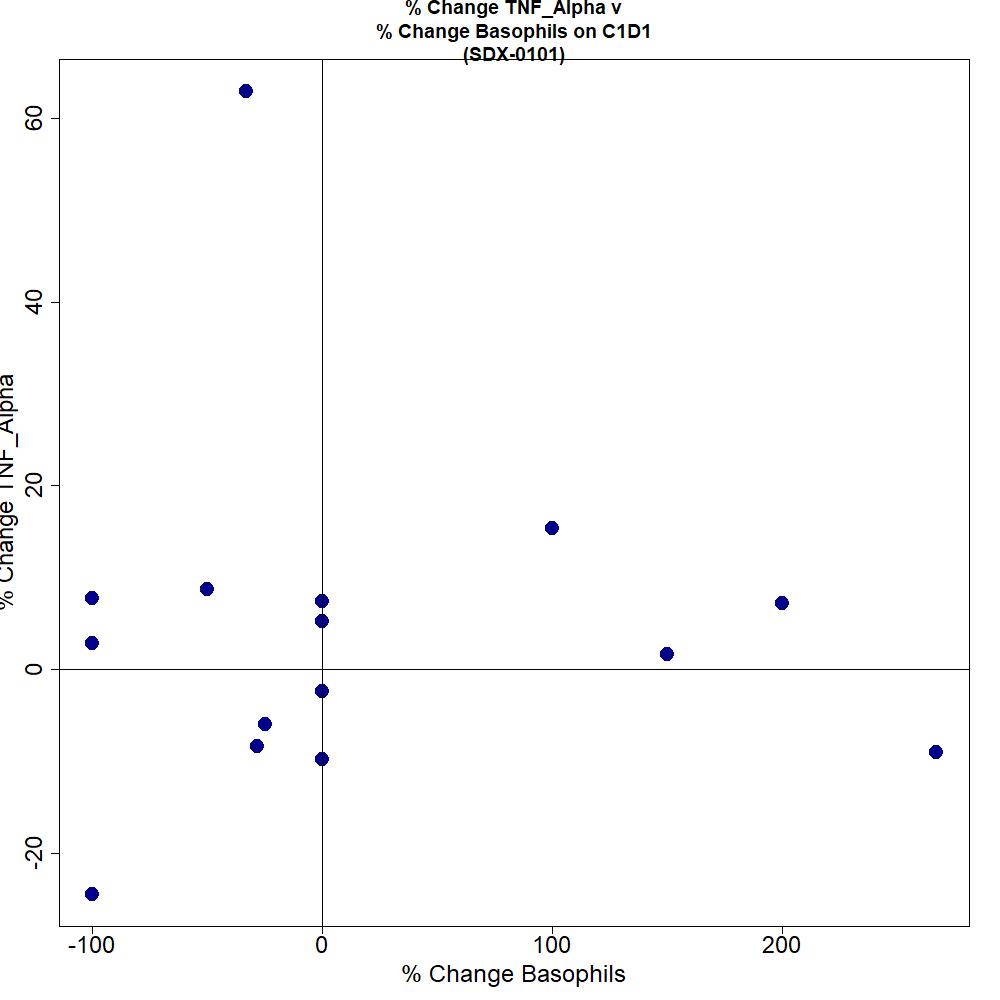 % Change TNF_Alpha v
% Change Basophils on C1D1
(SDX-0101)
% Change TNF_Alpha
60
40
20
0
-20
-100 0 100 200
% Change Basophils